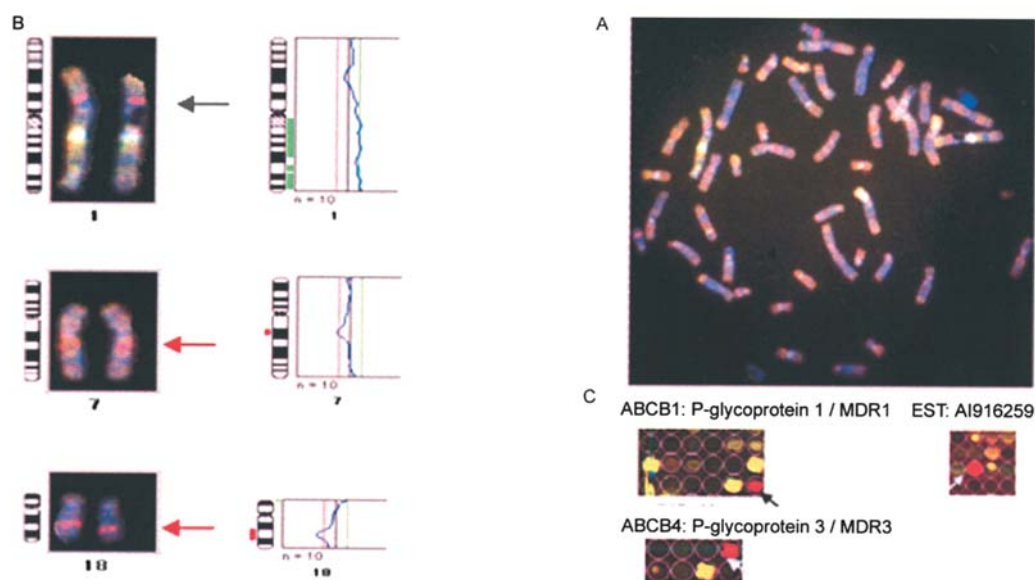 B
n = 10
1
1
n = 10
7
7
n = 10
18
18
A
C
ABCB1: P-glycoprotein 1 / MDR1
EST: AI916259
ABCB4: P-glycoprotein 3 / MDR3